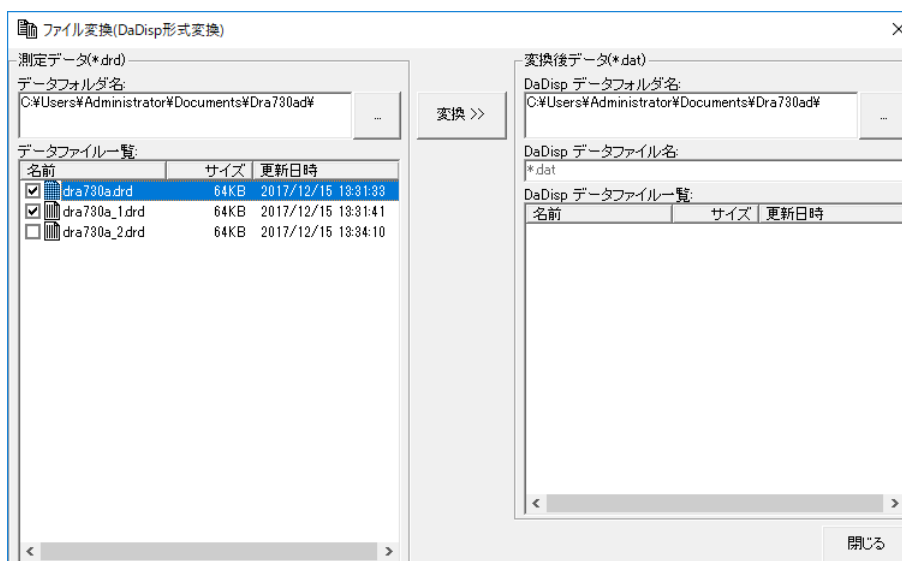 ファイル変換(DaDisp形式変換)
測定データ(*.drd)
データフォルダ名:
C:¥Users¥Administrator¥Documents¥Dra730ad¥
...
データファイル一覧:
名前 サイズ 更新日時
dra730a.drd 64KB 2017/12/15 13:31:33
dra730a_1.drd 64KB 2017/12/15 13:31:41
dra730a_2.drd 64KB 2017/12/15 13:34:10
変換 >>
変換後データ(*.dat)
DaDisp データフォルダ名:
C:¥Users¥Administrator¥Documents¥Dra730ad¥
...
DaDisp データファイル名:
*.dat
DaDisp データファイル一覧:
名前 サイズ 更新日時
閉じる